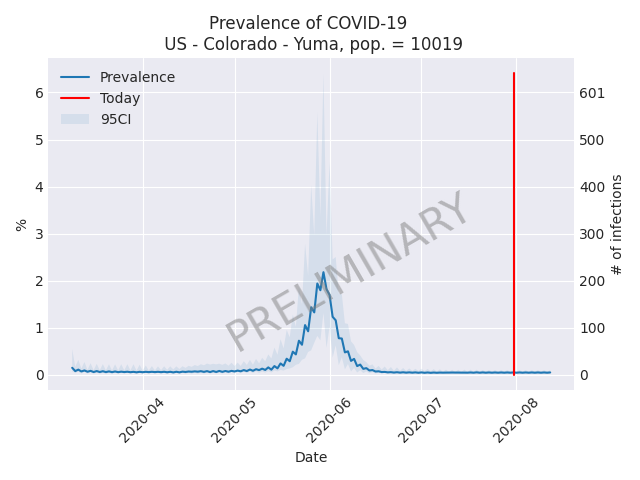 Prevalence of COVID-19
US - Colorado - Yuma, pop. = 10019
Prevalence
Today
95CI
PRELIMINARY
%
6
5
4
3
2
1
0
601
500
400
300
200
100
0
# of infections
2020-04
2020-05
2020-06
2020-07
2020-08
Date